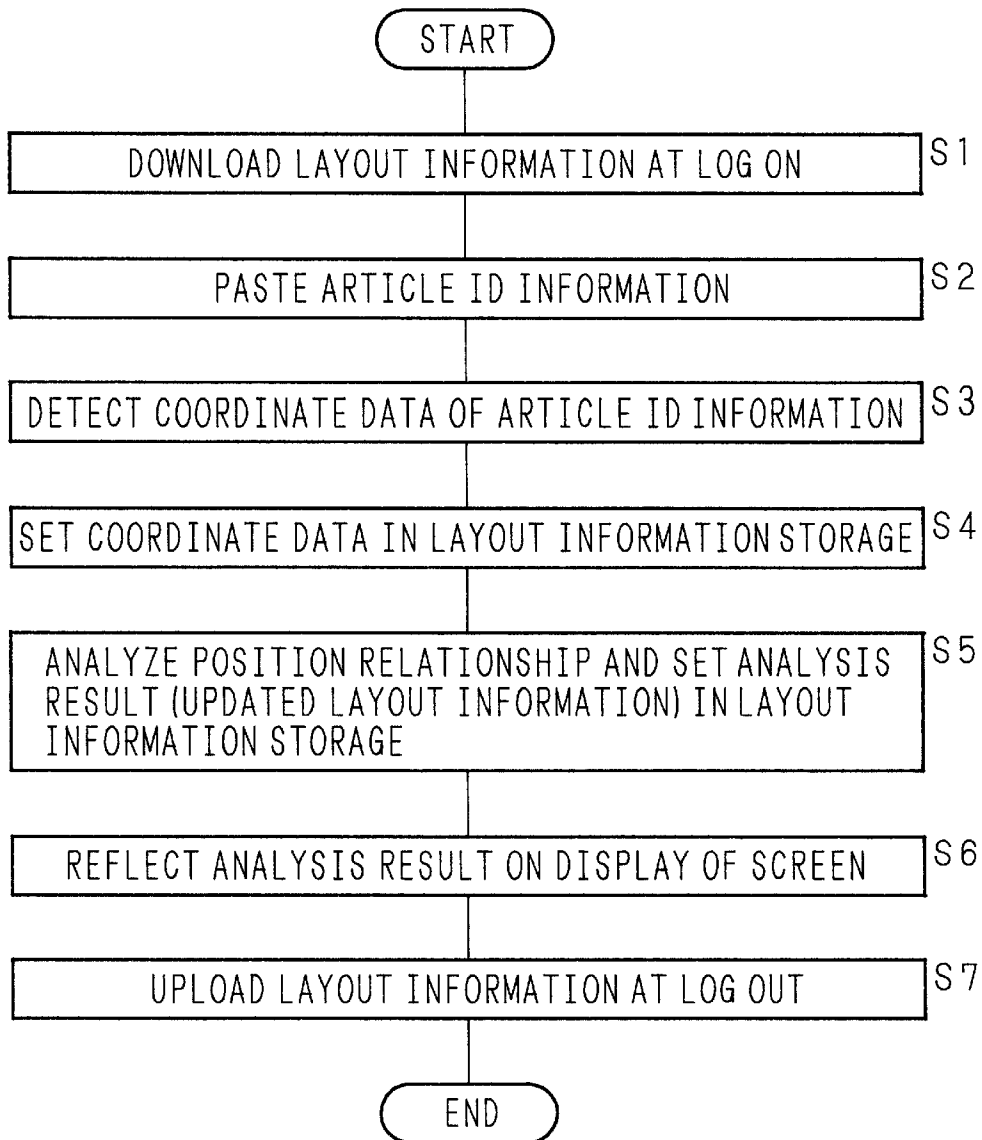 START
DOWNLOAD LAYOUT INFORMATION AT LOG ON
S1
PASTE ARTICLE ID INFORMATION
S2
DETECT COORDINATE DATA OF ARTICLE ID INFORMATION
S3
SET COORDINATE DATA IN LAYOUT INFORMATION STORAGE
S4
ANALYZE POSITION RELATIONSHIP AND SET ANALYSIS
RESULT (UPDATED LAYOUT INFORMATION) IN LAYOUT
INFORMATION STORAGE
S5
REFLECT ANALYSIS RESULT ON DISPLAY OF SCREEN
S6
UPLOAD LAYOUT INFORMATION AT LOG OUT
S7
END